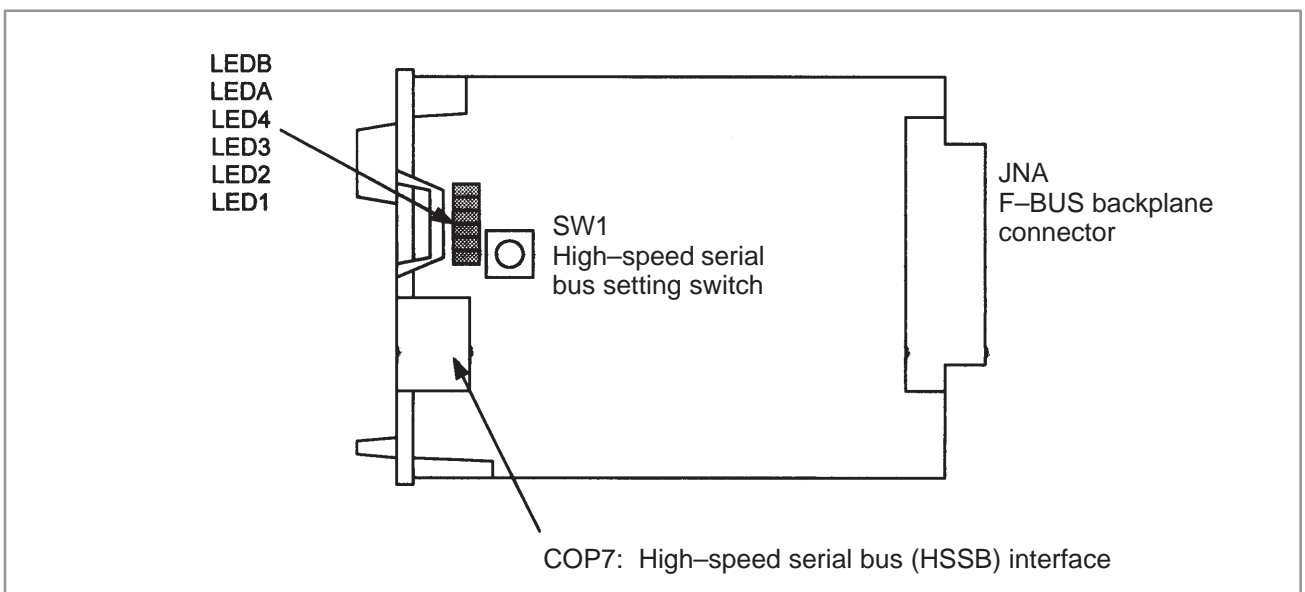 LEDB
LEDA
LED4
LED3
LED2
LED1
SW1
High–speed serial
bus setting switch
JNA
F–BUS backplane
connector
COP7: High–speed serial bus (HSSB) interface